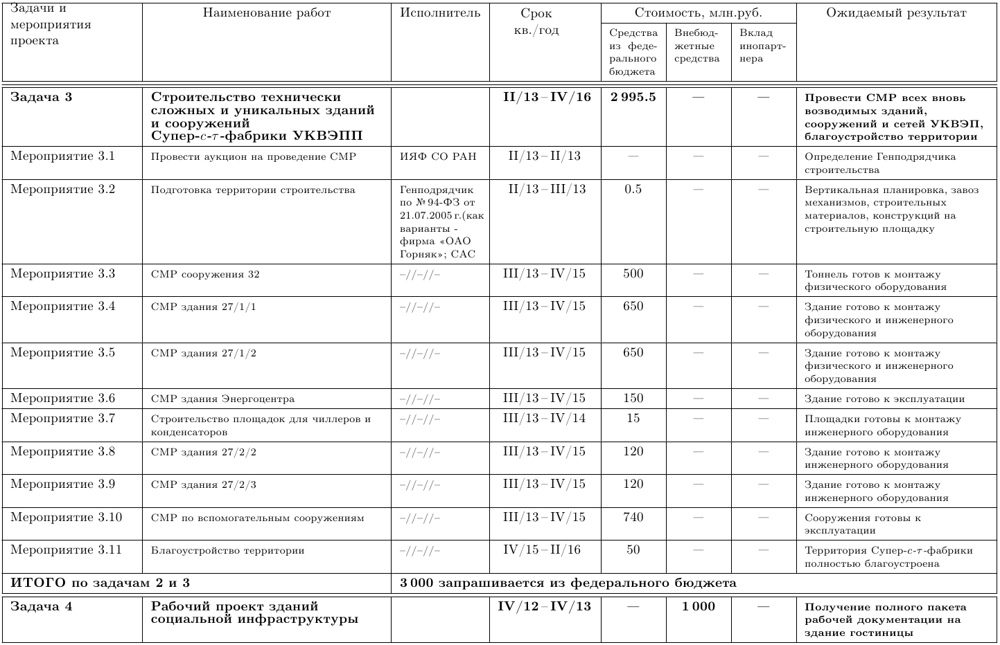 Задачи и
мероприятия
проекта
Наименование работ
Исполнитель
Срок
кв./год
Стоимость, млн.руб.
Средства
из феде-
рального
бюджета
Внебюд-
жетные
средства
Вклад
инопарт-
нера
Ожидаемый результат
Задача 3
Строительство технически
сложных и уникальных зданий
и сооружений
Супер-c-τ-фабрики УКВЭПП
II/13 – IV/16
2 995.5
—
—
Провести СМР всех вновь
возводимых зданий,
сооружений и сетей УКВЭП,
благоустройство территории
Мероприятие 3.1
Провести аукцион на проведение СМР
ИЯФ СО РАН
II/13 – II/13
—
—
—
Определение Генподрядчика
строительства
Мероприятие 3.2
Подготовка территории строительства
Генподрядчик
по № 94-ФЗ от
21.07.2005 г.(как
варианты -
фирма «ОАО
Горняк»; САС
II/13 – III/13
0.5
—
—
Вертикальная планировка, завоз
механизмов, строительных
материалов, конструкций на
строительную площадку
Мероприятие 3.3
СМР сооружения 32
–//–//–
III/13 – IV/15
500
—
—
Тоннель готов к монтажу
физического оборудования
Мероприятие 3.4
СМР здания 27/1/1
–//–//–
III/13 – IV/15
650
—
—
Здание готово к монтажу
физического и инженерного
оборудования
Мероприятие 3.5
СМР здания 27/1/2
–//–//–
III/13 – IV/15
650
—
—
Здание готово к монтажу
физического и инженерного
оборудования
Мероприятие 3.6
СМР здания Энергоцентра
–//–//–
III/13 – IV/15
150
—
—
Здание готово к эксплуатации
Мероприятие 3.7
Строительство площадок для чиллеров и
конденсаторов
–//–//–
III/13 – IV/14
15
—
—
Площадки готовы к монтажу
инженерного оборудования
Мероприятие 3.8
СМР здания 27/2/2
–//–//–
III/13 – IV/15
120
—
—
Здание готово к монтажу
инженерного оборудования
Мероприятие 3.9
СМР здания 27/2/3
–//–//–
III/13 – IV/15
120
—
—
Здание готово к монтажу
инженерного оборудования
Мероприятие 3.10
СМР по вспомогательным сооружениям
–//–//–
III/13 – IV/15
740
—
—
Сооружения готовы к
эксплуатации
Мероприятие 3.11
Благоустройство территории
–//–//–
IV/15 – II/16
50
—
—
Территория Супер-c-τ-фабрики
полностью благоустроена
ИТОГО по задачам 2 и 3
3 000 запрашивается из федерального бюджета
Задача 4
Рабочий проект зданий
социальной инфраструктуры
IV/12 – IV/13
—
1 000
—
Получение полного пакета
рабочей документации на
здание гостиницы